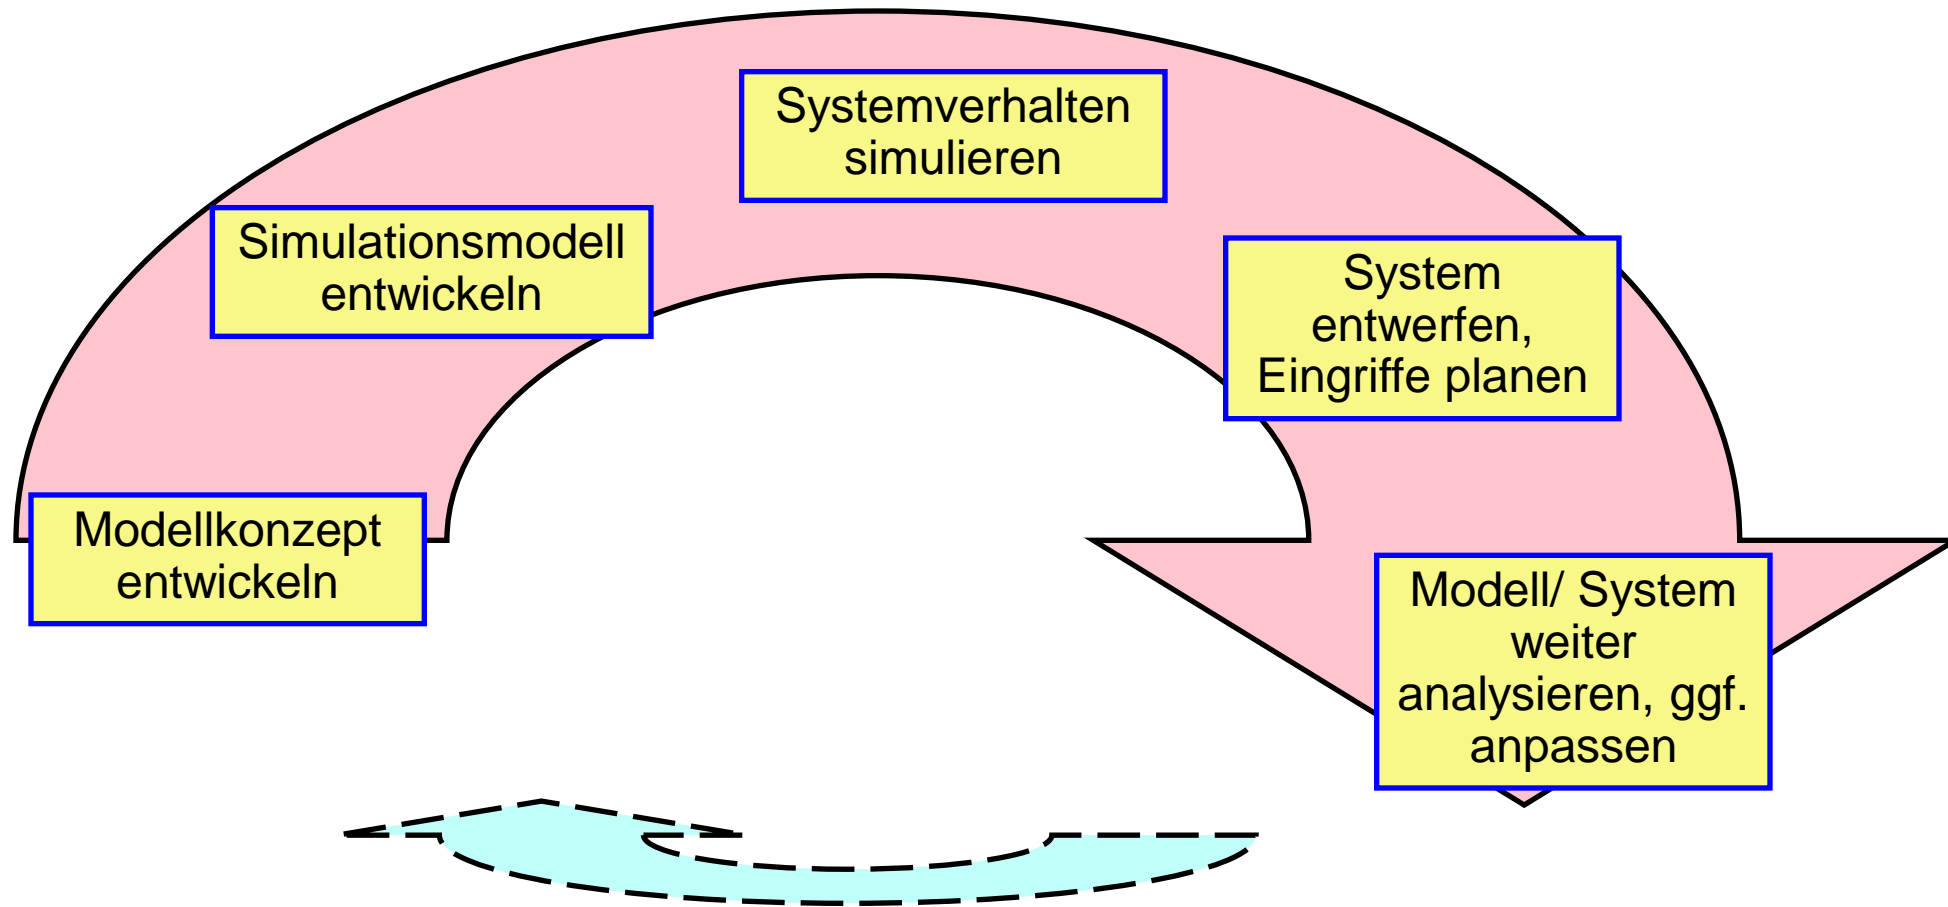 Systemverhalten
simulieren
Simulationsmodell
entwickeln
System
entwerfen,
Eingriffe planen
Modellkonzept
entwickeln
Modell/ System
weiter
analysieren, ggf.
anpassen